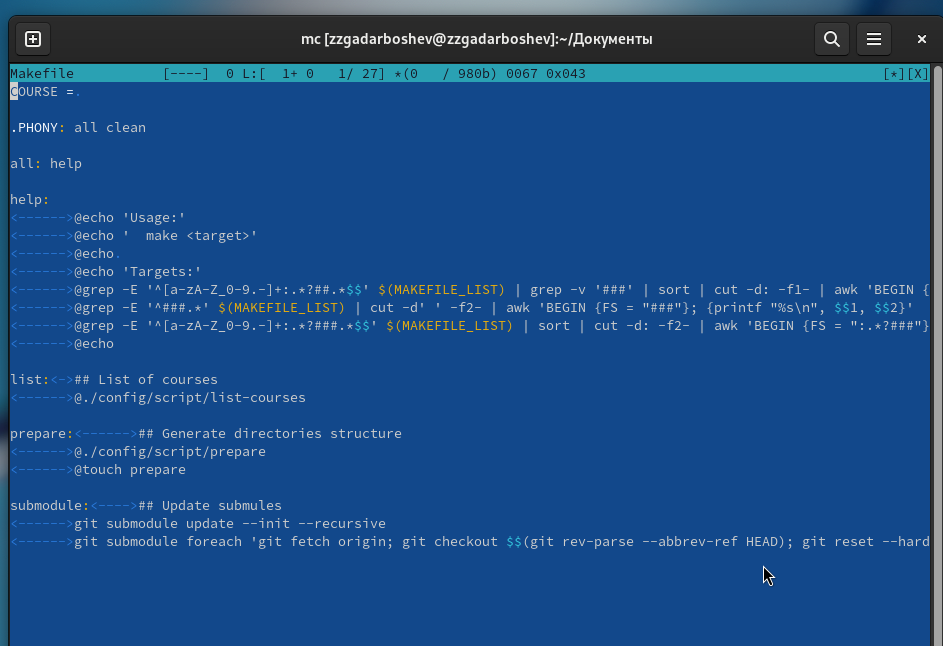 mc [zzgadarboshev@zzgadarboshev]:~/Документы
Makefile           [----]  0 L:[  1+ 0   1/ 27] *(0   / 980b) 0067 0x043                                     [*][X]
COURSE =.

.PHONY: all clean

all: help

help:
<------>@echo 'Usage:'
<------>@echo '  make <target>'
<------>@echo.
<------>@echo 'Targets:'
<------>@grep -E '^[a-zA-Z_0-9.-]+:.*?##.*$$' $(MAKEFILE_LIST) | grep -v '###' | sort | cut -d: -f1- | awk 'BEGIN {
<------>@grep -E '^###.*' $(MAKEFILE_LIST) | cut -d' ' -f2- | awk 'BEGIN {FS = "###"}; {printf "%s\n", $$1, $$2}'
<------>@grep -E '^[a-zA-Z_0-9.-]+:.*?###.*$$' $(MAKEFILE_LIST) | sort | cut -d: -f2- | awk 'BEGIN {FS = ":.*?###"}
<------>@echo

list:<->## List of courses
<------>@./config/script/list-courses

prepare:<------>## Generate directories structure
<------>@./config/script/prepare
<------>@touch prepare

submodule:<---->## Update submules
<------>git submodule update --init --recursive
<------>git submodule foreach 'git fetch origin; git checkout $$(git rev-parse --abbrev-ref HEAD); git reset --hard